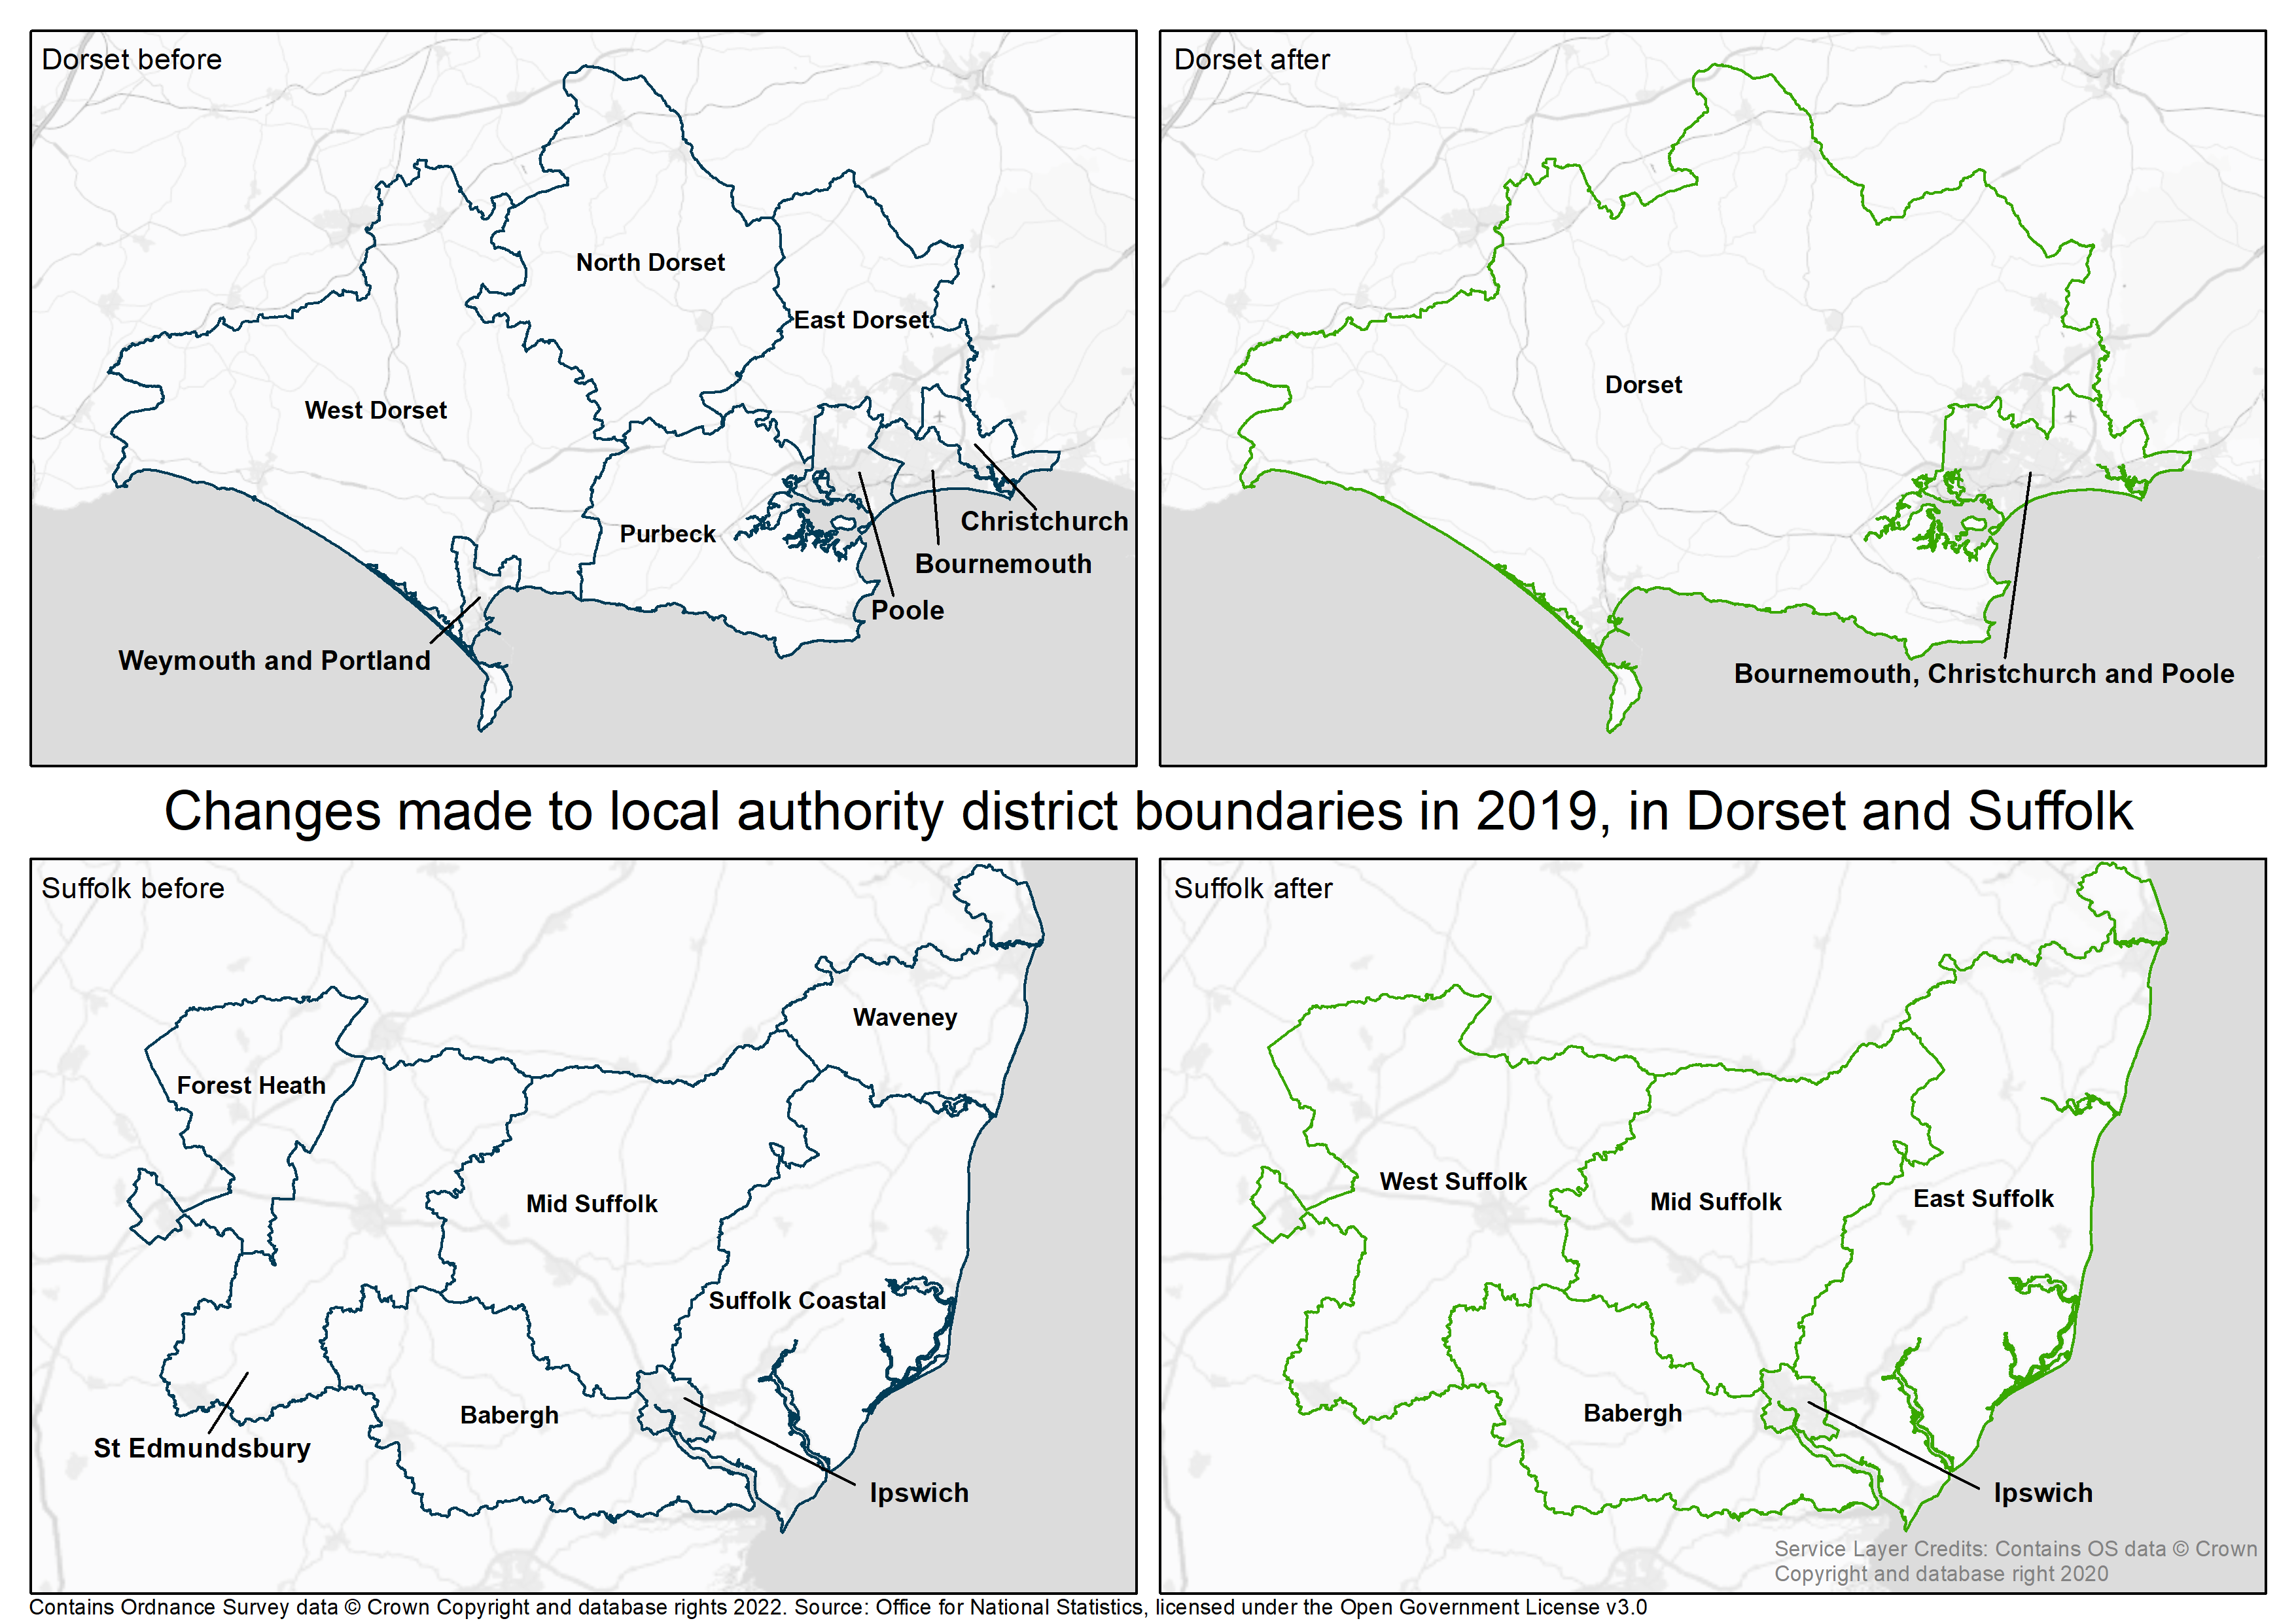 Dorset before
North Dorset
East Dorset
West Dorset
Purbeck
Christchurch
Bournemouth
Poole
Weymouth and Portland
Dorset after
Dorset
Bournemouth, Christchurch and Poole
Changes made to local authority district boundaries in 2019, in Dorset and Suffolk
Suffolk before
Waveney
Forest Heath
Mid Suffolk
Suffolk Coastal
Babergh
St Edmundsbury
Ipswich
Suffolk after
West Suffolk
Mid Suffolk
East Suffolk
Babergh
Ipswich
Service Layer Credits: Contains OS data © Crown
Copyright and database right 2020
Contains Ordnance Survey data © Crown Copyright and database rights 2022. Source: Office for National Statistics, licensed under the Open Government License v3.0